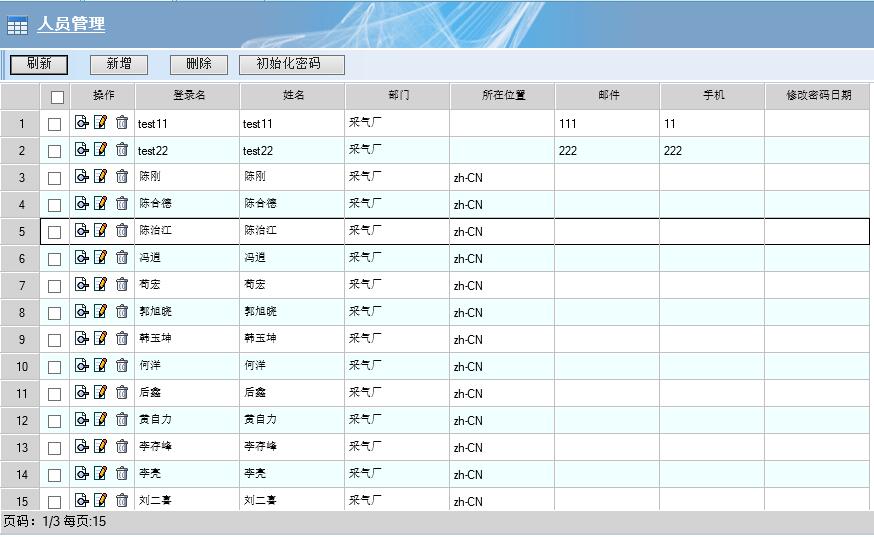 人员管理
刷新 新增 删除 初始化密码
操作 登录名 姓名 部门 所在位置 邮件 手机 修改密码日期
1 test11 test11 采气厂 111 11
2 test22 test22 采气厂 222 222
3 陈刚 陈刚 采气厂 zh-CN
4 陈合德 陈合德 采气厂 zh-CN
5 陈治江 陈治江 采气厂 zh-CN
6 冯逍 冯逍 采气厂 zh-CN
7 苟宏 苟宏 采气厂 zh-CN
8 郭旭晓 郭旭晓 采气厂 zh-CN
9 韩玉坤 韩玉坤 采气厂 zh-CN
10 何洋 何洋 采气厂 zh-CN
11 后鑫 后鑫 采气厂 zh-CN
12 黄自力 黄自力 采气厂 zh-CN
13 李存峰 李存峰 采气厂 zh-CN
14 李亮 李亮 采气厂 zh-CN
15 刘二喜 刘二喜 采气厂 zh-CN
页码：1/3 每页:15